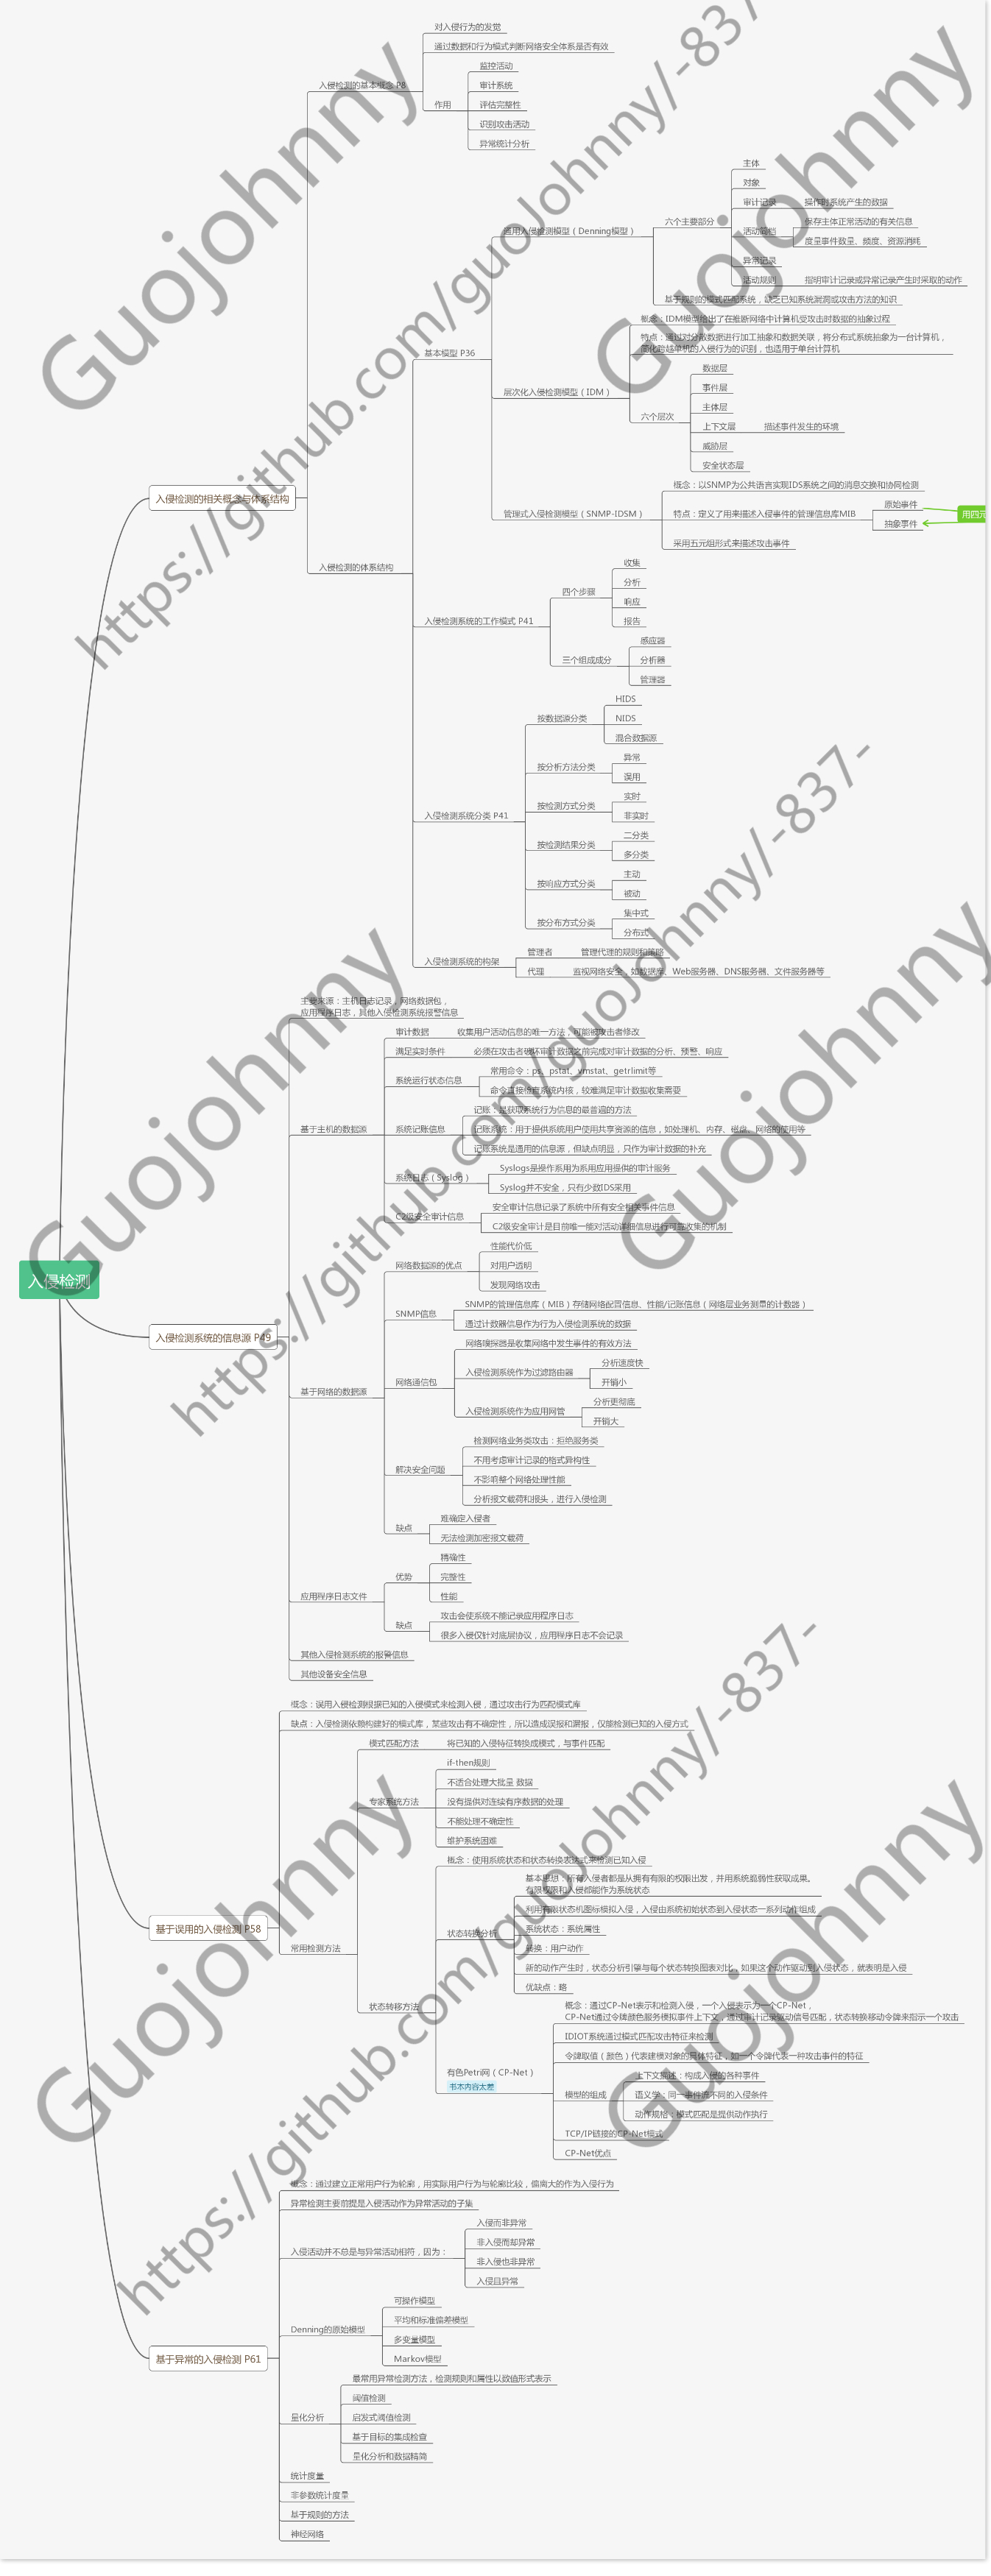 入侵检测
入侵检测的相关概念与体系结构
入侵检测的基本概念 P8
对入侵行为的发觉
通过数据和行为模式判断网络安全体系是否有效
作用
监控活动
审计系统
评估完整性
识别攻击活动
异常统计分析
入侵检测的体系结构
基本模型 P36
通用入侵检测模型（Denning模型）
六个主要部分
主体
对象
审计记录
操作时系统产生的数据
活动简档
保存主体正常活动的有关信息
度呈事件数呈、频度、资源消耗
异常记录
活动规则
指明审计记录或异常记录产生时采取的动作
基于规则的模式匹配系统，缺乏已知系统漏洞或攻击方法的知识
层次化入侵检测模型（IDM）
概念：IDM模型给出了在推断网络中计算机受攻击时数据的抽象过程
特点：通过对分散数据进行加工抽象和数据关联，将分布式系统抽象为一台计算机，
简化跨越单机的入侵行为的识别，也适用于单台计算机
六个层次
数据层
事件层
主体层
上下文层
描述事件发生的环境
威胁层
安全状态层
管理式入侵检测模型（SNMP-IDSM）
概念：以SNMP为公共语言实现IDS系统之间的消息交换和协同检测
特点：定义了用来描述入侵事件的管理信息库MIB
原始事件
抽象事件
用四元
采用五元组形式来描述攻击事件
入侵检测系统的工作模式 P41
四个步骤
收集
分析
响应
报告
三个组成成分
感应器
分析器
管理器
入侵检测系统分类 P41
按数据源分类
HIDS
NIDS
混合数据源
按分析方法分类
异常
误用
按检测方式分类
实时
非实时
按检测结果分类
二分类
多分类
按响应方式分类
主动
被动
按分布方式分类
集中式
分布式
入侵检测系统的构架
管理者
管理代理的规则和策略
代理
监视网络安全，如数据库、Web服务器、DNS服务器、文件服务器等
入侵检测系统的信息源 P49
主要来源：主机日志记录，网络数据包，
应用程序日志，其他入侵检测系统报警信息
基于主机的数据源
审计数据
收集用户活动信息的唯一方法，可能被攻击者修改
满足实时条件
必须在攻击者破坏审计数据之前完成对审计数据的分析、预警、响应
系统运行状态信息
常用命令：ps、pstat、vmstat、getrlimit等
命令直接检查系统内核，较难满足审计数据收集需要
系统记账信息
记账：是获取系统行为信息的最普遍的方法
记账系统：用于提供系统用户使用共享资源的信息，如处理机、内存、磁盘、网络的使用等
记账系统是通用的信息源，但缺点明显，只作为审计数据的补充
系统日志（Syslog）
Syslogs是操作系用为系用应用提供的审计服务
Syslog并不安全，只有少数IDS采用
C2级安全审计信息
安全审计信息记录了系统中所有安全相关事件信息
C2级安全审计是目前唯一能对活动详细信息进行可靠收集的机制
基于网络的数据源
网络数据源的优点
性能代价低
对用户透明
发现网络攻击
SNMP信息
SNMP的管理信息库（MIB）存储网络配置信息、性能/记账信息（网络层业务测量的计数器）
通过计数器信息作为行为入侵检测系统的数据
网络通信包
网络嗅探器是收集网络中发生事件的有效方法
入侵检测系统作为过滤路由器
分析速度快
开销小
入侵检测系统作为应用网管
分析更彻底
开销大
解决安全问题
检测网络业务类攻击：拒绝服务类
不用考虑审计记录的格式异构性
不影响整个网络处理性能
分析报文载荷和报头，进行入侵检测
缺点
难确定入侵者
无法检测加密报文载荷
应用程序日志文件
优势
精确性
完整性
性能
缺点
攻击会使系统不能记录应用程序日志
很多入侵仅针对底层协议，应用程序日志不会记录
其他入侵检测系统的报警信息
其他设备安全信息
基于误用的入侵检测 P58
概念：误用入侵检测根据已知的入侵模式来检测入侵，通过攻击行为匹配模式库
缺点：入侵检测依赖构建好的模式库，某些攻击有不确定性，所以造成误报和漏报，仅能检测已知的入侵方式
常用检测方法
模式匹配方法
将已知的入侵特征转换成模式，与事件匹配
专家系统方法
if-then规则
不适合处理大批呈 数据
没有提供对连续有序数据的处理
不能处理不确定性
维护系统困难
状态转移方法
概念：使用系统状态和状态转换表达式来检测已知入侵
状态转换分析
基本思想：所有入侵者都是从拥有有限的权限出发，并用系统脆弱性获取成果。
有限权限和入侵都能作为系统状态
利用有限状态机图标模拟入侵，入侵由系统初始状态到入侵状态一系列动作组成
系统状态：系统属性
转换：用户动作
新的动作产生时，状态分析引擎与每个状态转换图表对比，如果这个动作驱动到入侵状态，就表明是入侵
优缺点：略
有色Petri网（CP-Net）
书本内容太差
概念：通过CP-Net表示和检测入侵，一个入侵表示为一个CP-Net，
CP-Net通过令牌颜色服务模拟事件上下文，通过审计记录驱动信号匹配，状态转换移动令牌来指示一个攻击
IDIOT系统通过模式匹配攻击特征来检测
令牌取值（颜色）代表建模对象的具体特征，如一个令牌代表一种攻击事件的特征
模型的组成
上下文描述：构成入侵的各种事件
语义学：同一事件流不同的入侵条件
动作规格：模式匹配是提供动作执行
TCP/IP链接的CP-Net模式
CP-Net优点
基于异常的入侵检测 P61
概念：通过建立正常用户行为轮廓，用实际用户行为与轮廓比较，偏离大的作为入侵行为
异常检测主要前提是入侵活动作为异常活动的子集
入侵活动并不总是与异常活动相符，因为：
入侵而非异常
非入侵而却异常
非入侵也非异常
入侵且异常
Denning的原始模型
可操作模型
平均和标准偏差模型
多变量模型
Markov模型
呈化分析
最常用异常检测方法，检测规则和属性以数值形式表示
阈值检测
启发式阈值检测
基于目标的集成检查
呈化分析和数据精简
统计度量
非参数统计度呈
基于规则的方法
神经网络
Guojohnny
Guojohnny
https://github.com/guoJohnny/-837-
Guojohnny
Guojohnny
https://github.com/guoJohnny/-837-
Guojohnny
Guojohnny
https://github.com/guoJohnny/-837-